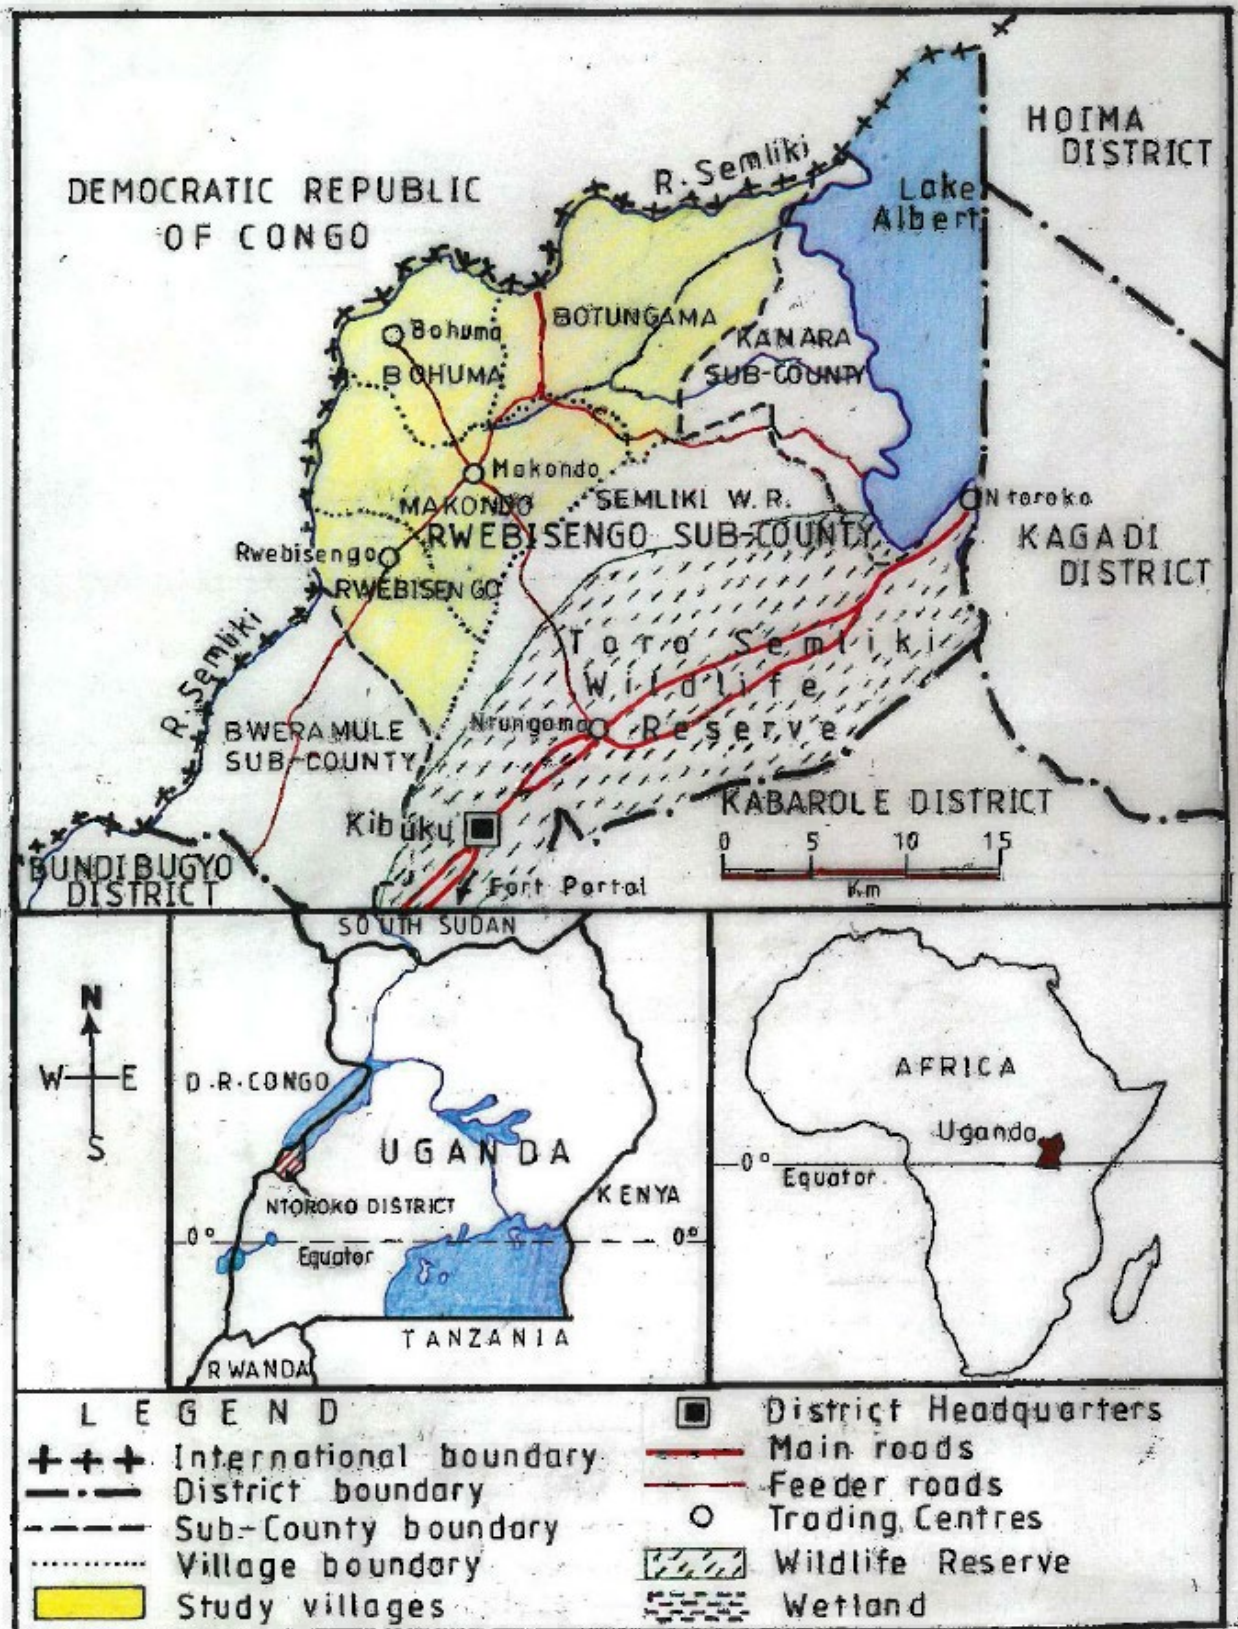 HOIMA
DISTRICT
R. Semliki
DEMOCRATIC REPUBLIC
OF CONGO
Lake
Albert
BOTUNGAMA
Bohuma
BOHUMA
KANARA
SUB-COUNTY
Makondo
MAKONDO
SEMLIKI W.R.
Ntoroko
RWEBISENGO SUB-COUNTY
KAGADI
DISTRICT
Rwebisengo
RWEBISENGO
R. Semliki
Toro Semliki
Wildlife
Reserve
Ntungama
BWERAMULE
SUB-COUNTY
KABAROLE DISTRICT
Kibuku
0 5 10 15
Km
BUNDIBUGYO
DISTRICT
Fort Portal
SOUTH SUDAN
N
W E
S
D.R.CONGO
UGANDA
NTOROKO DISTRICT
KENYA
0° 0°
Equator
TANZANIA
RWANDA
AFRICA
Uganda
0°
Equator
LEGEND
International boundary
District boundary
Sub-County boundary
Village boundary
Study villages
District Headquarters
Main roads
Feeder roads
Trading Centres
Wildlife Reserve
Wetland